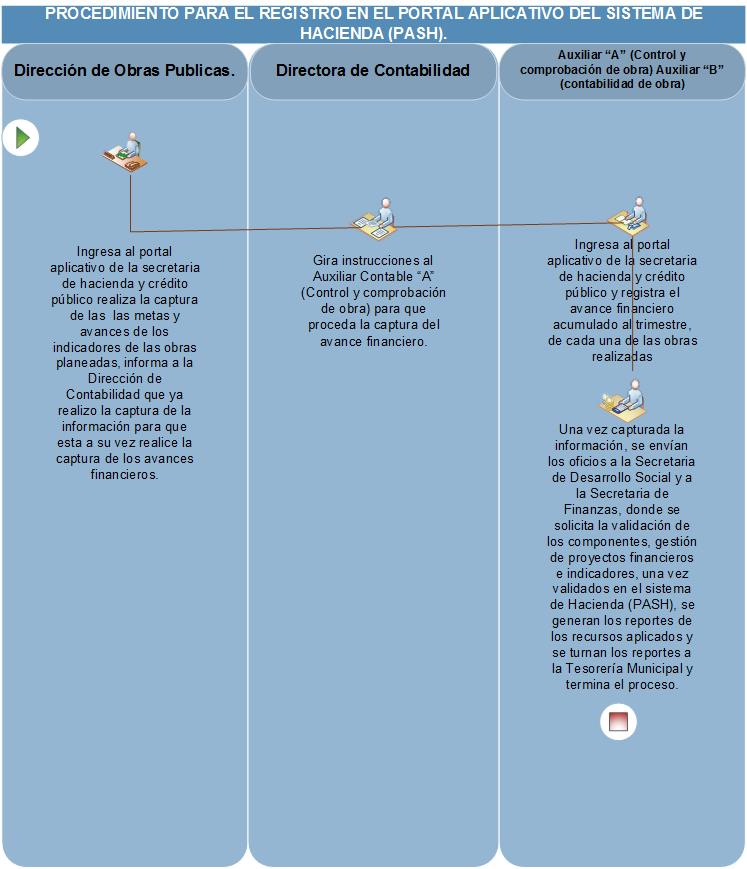 PROCEDIMIENTO PARA EL REGISTRO EN EL PORTAL APLICATIVO DEL SISTEMA DE
HACIENDA (PASH).
Dirección de Obras Publicas.
Directora de Contabilidad
Auxiliar “A” (Control y
comprobación de obra) Auxiliar “B”
(contabilidad de obra)
Ingresa al portal
aplicativo de la secretaria
de hacienda y crédito
público realiza la captura
de las las metas y
avances de los
indicadores de las obras
planeadas, informa a la
Dirección de
Contabilidad que ya
realizo la captura de la
información para que
esta a su vez realice la
captura de los avances
financieros.
Gira instrucciones al
Auxiliar Contable “A”
(Control y comprobación
de obra) para que
proceda la captura del
avance financiero.
Ingresa al portal
aplicativo de la secretaria
de hacienda y crédito
público y registra el
avance financiero
acumulado al trimestre,
de cada una de las obras
realizadas
Una vez capturada la
información, se envían
los oficios a la Secretaria
de Desarrollo Social y a
la Secretaria de
Finanzas, donde se
solicita la validación de
los componentes, gestión
de proyectos financieros
e indicadores, una vez
validados en el sistema
de Hacienda (PASH), se
generan los reportes de
los recursos aplicados y
se turnan los reportes a
la Tesorería Municipal y
termina el proceso.